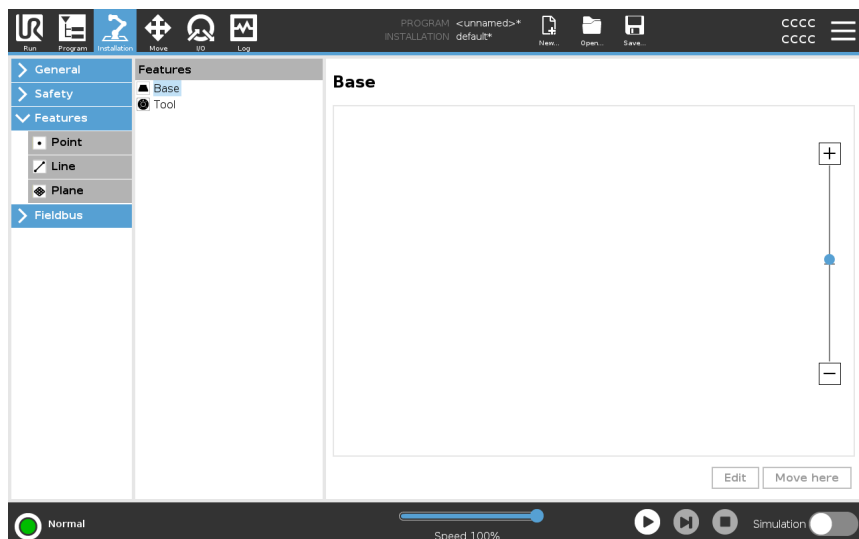 PROGRAM <unnamed>*
INSTALLATION default*
UR
Run Program Installation Move I/O Log
New... Open... Save...
CCCC
CCCC
General
Safety
Features
Point
Line
Plane
Fieldbus
Features
Base
Tool
Base
Edit Move here
Normal
Speed 100%
Simulation